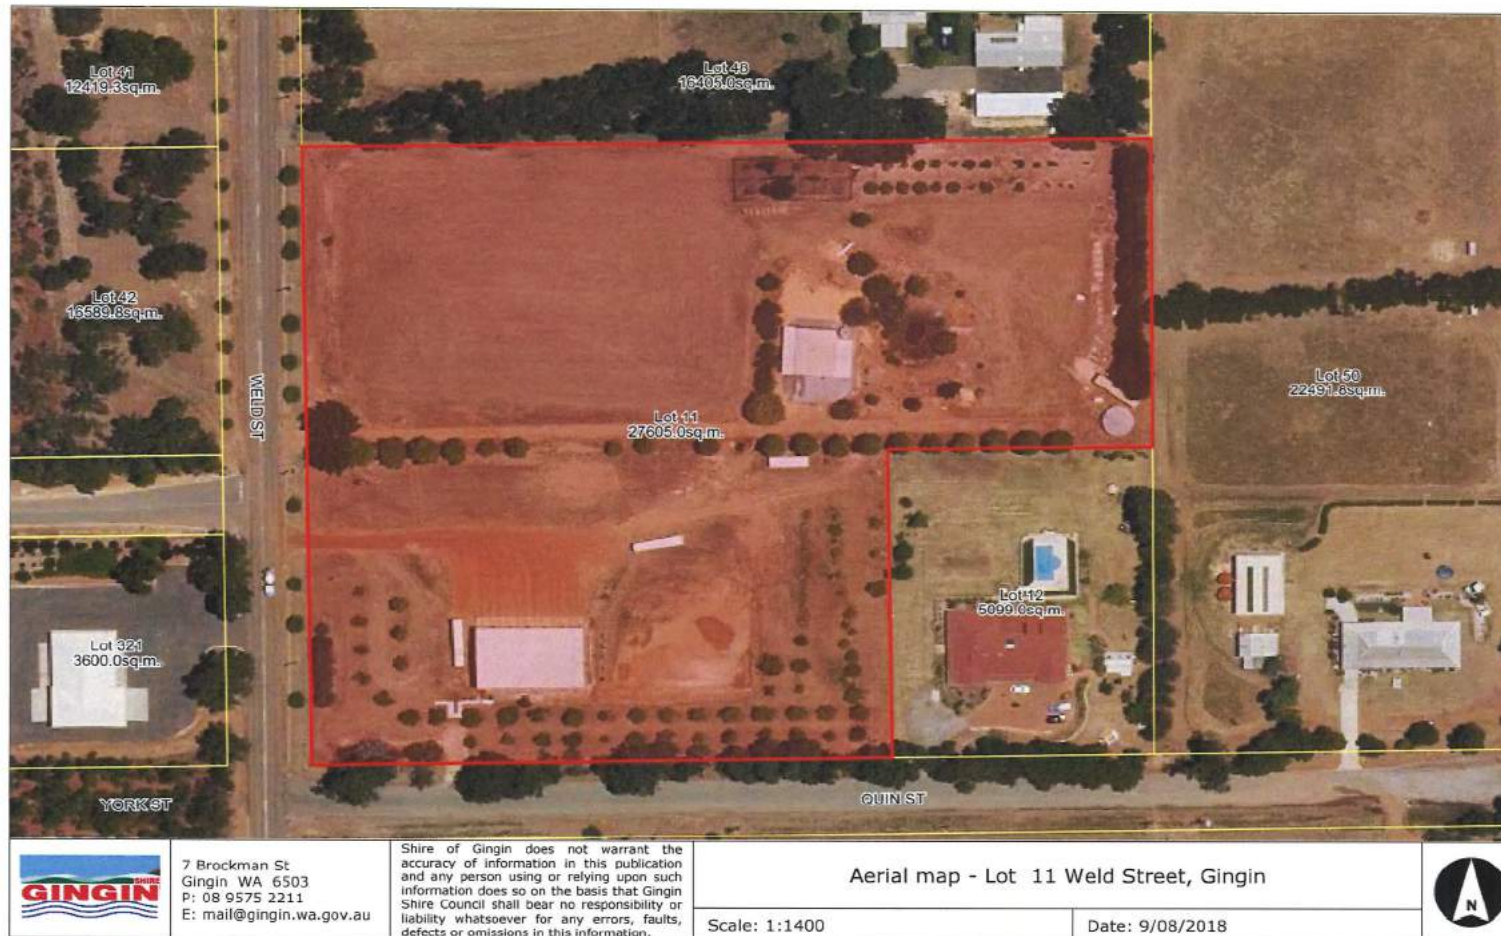 Lot 41
12419.3sq.m.
Lot 46
16405.0sq.m.
Lot 42
16589.8sq.m.
WELD ST
Lot 11
27605.0sq.m.
Lot 50
22491.8sq.m.
Lot 12
5099.0sq.m.
Lot 321
3600.0sq.m.
YORK ST
QUIN ST
SHIRE
GINGIN
7 Brockman St
Gingin WA 6503
P: 08 9575 2211
E: mail@gingin.wa.gov.au
Shire of Gingin does not warrant the
accuracy of information in this publication
and any person using or relying upon such
information does so on the basis that Gingin
Shire Council shall bear no responsibility or
liability whatsoever for any errors, faults,
defects or omissions in this information.
Aerial map - Lot 11 Weld Street, Gingin
Scale: 1:1400
Date: 9/08/2018
N